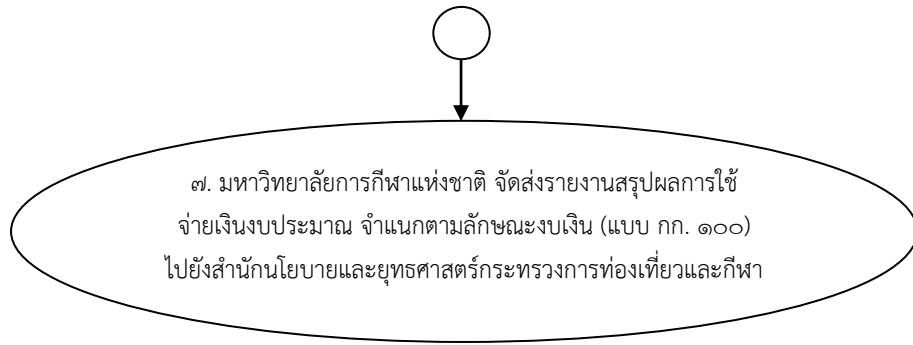 ๗. มหาวิทยาลัยการกีฬาแห่งชาติ จัดส่งรายงานสรุปผลการใช้
จ่ายเงินงบประมาณ จำแนกตามลักษณะงบเงิน (แบบ กก. ๑๐๐)
ไปยังสำนักนโยบายและยุทธศาสตร์กระทรวงการท่องเที่ยวและกีฬา